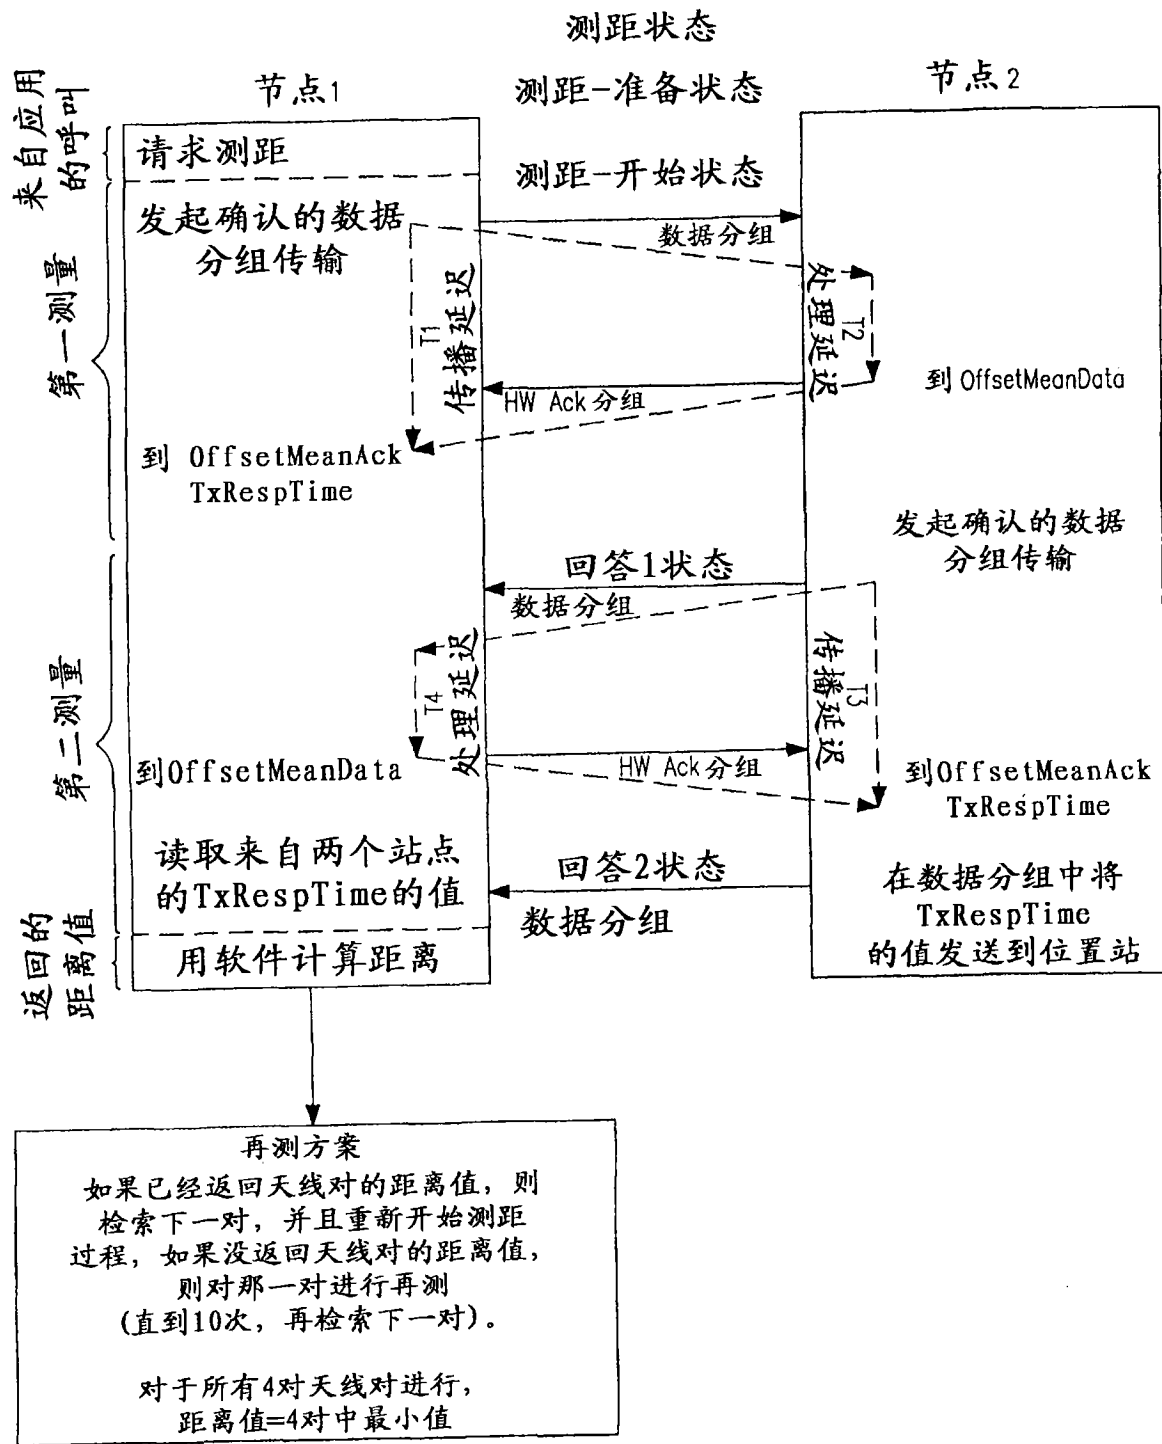 测距状态
节点1
测距-准备状态
节点2
来自应用
的呼叫
请求测距
测距-开始状态
发起确认的数据
分组传输
数据分组
第一测量
T1
传播延迟
处理延迟
T2
HW Ack 分组
到 OffsetMeanData
到 OffsetMeanAck
TxRespTime
发起确认的数据
分组传输
回答1状态
数据分组
第二测量
T4
处理延迟
传播延迟
T3
到OffsetMeanData
HW Ack 分组
到OffsetMeanAck
TxRespTime
读取来自两个站点
的TxRespTime的值
回答2状态
数据分组
在数据分组中将
TxRespTime
的值发送到位置站
返回的
距离值
用软件计算距离
再测方案
如果已经返回天线对的距离值，则
检索下一对，并且重新开始测距
过程，如果没返回天线对的距离值，
则对那一对进行再测
(直到10次，再检索下一对)。
对于所有4对天线对进行，
距离值=4对中最小值